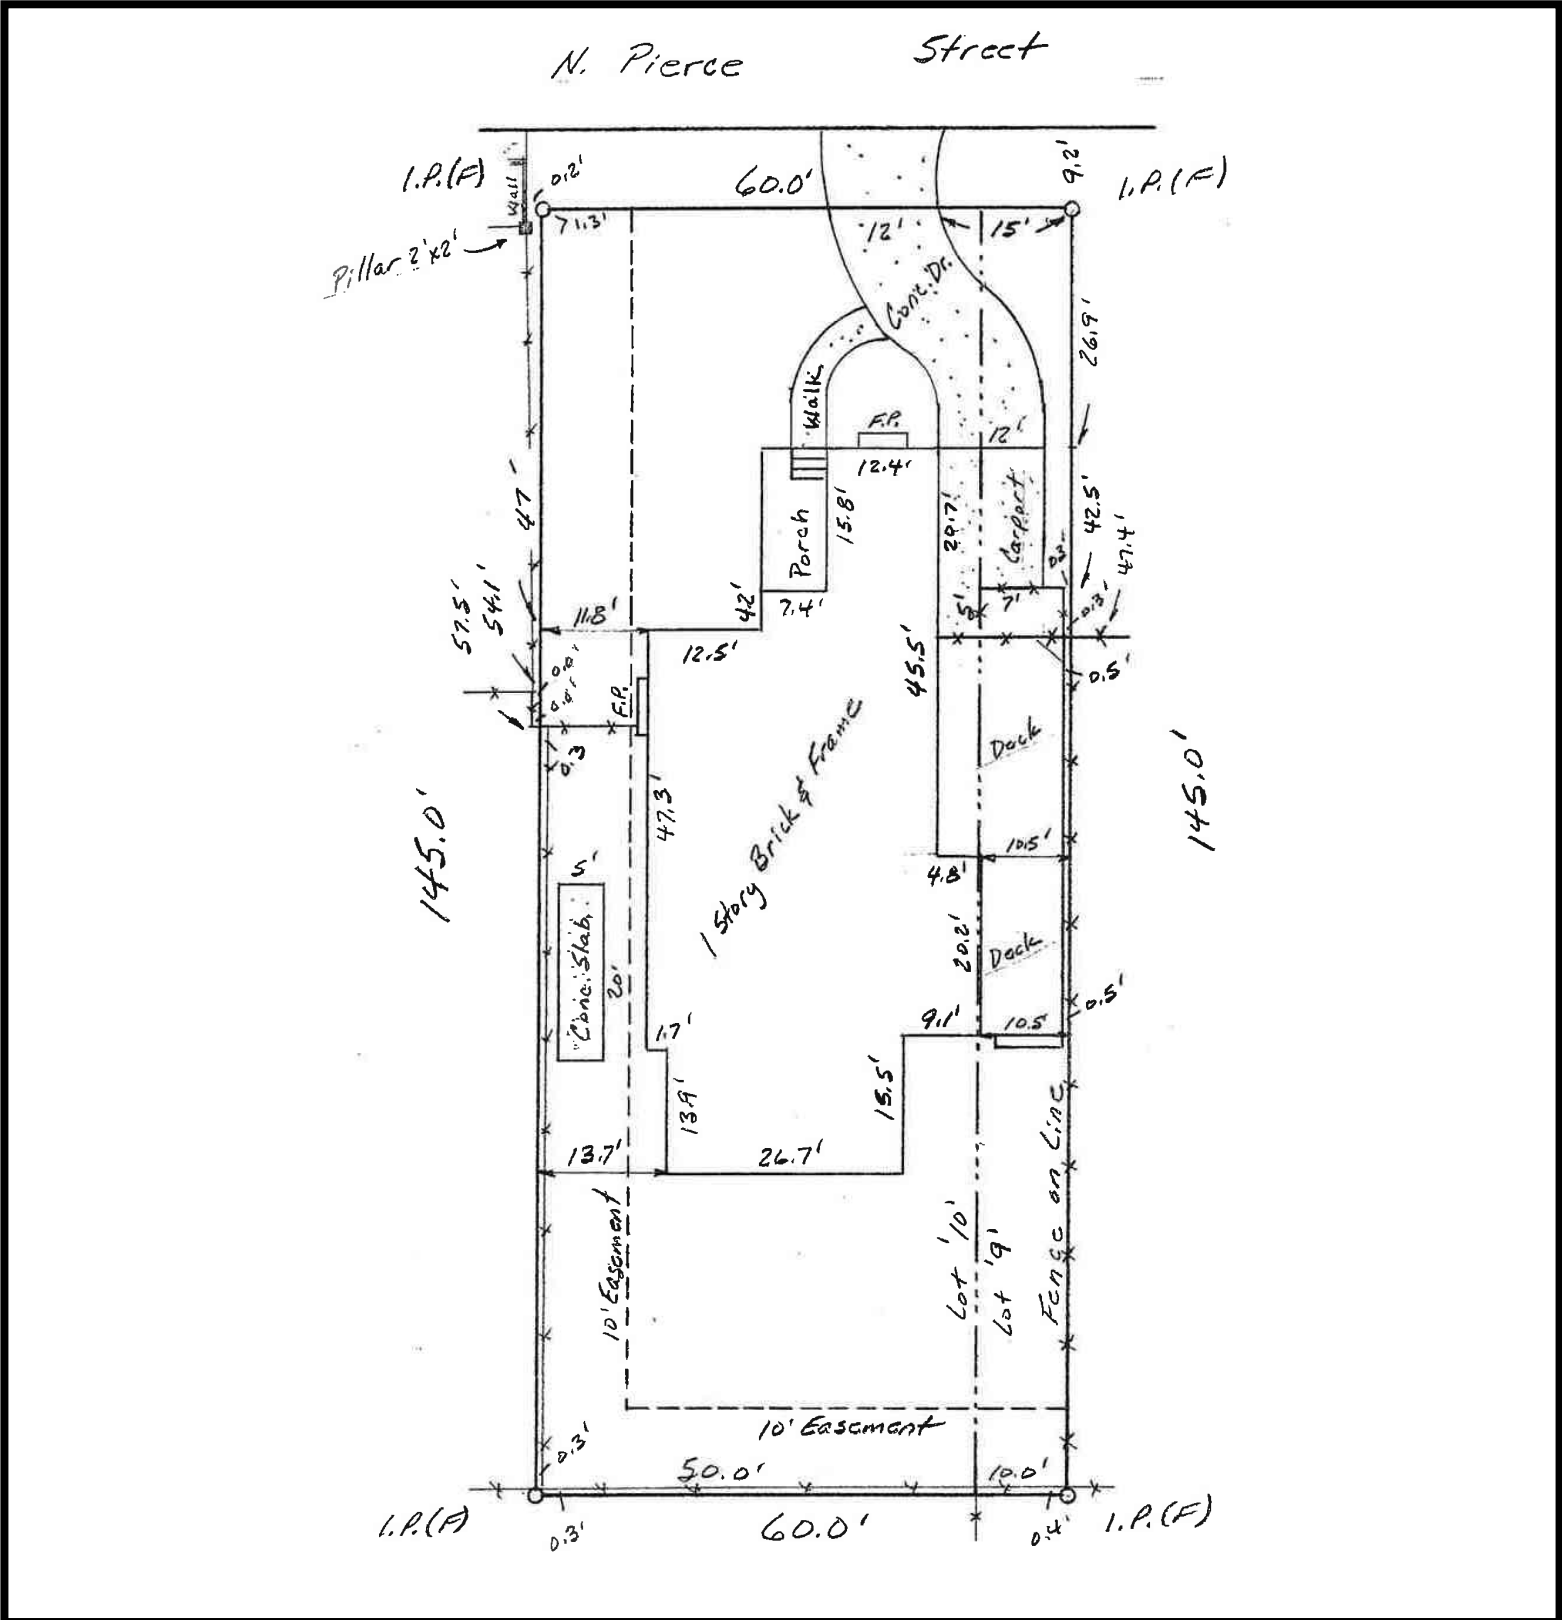 N. Pierce Street
I.P.(F)
Wall
0.2'
60.0'
9.2'
I.P.(F)
1.3'
12'
15'
Pillar 2'x2'
Conc. Dr.
26.9'
Walk
F.P.
12'
12.4'
47'
Porch
15.8'
29.7'
Carport
42.5'
47.4'
0.3'
57.5'
54.1'
11.8'
4.2'
7.4'
5'
7'
0.3'
12.5'
45.5'
0.5'
F.P.
0.3
Deck
47.3'
1 Story Brick & Frame
145.0'
145.0'
10.5'
4.8'
5'
Conc. Slab
20'
20.2'
Deck
0.5'
1.7'
9.1'
10.5'
13.9'
15.5'
13.7'
26.7'
10' Easement
Lot '10'
Lot '9'
Fence on Line
10' Easement
0.3'
50.0'
10.0'
I.P.(F)
0.3'
60.0'
0.4'
I.P.(F)